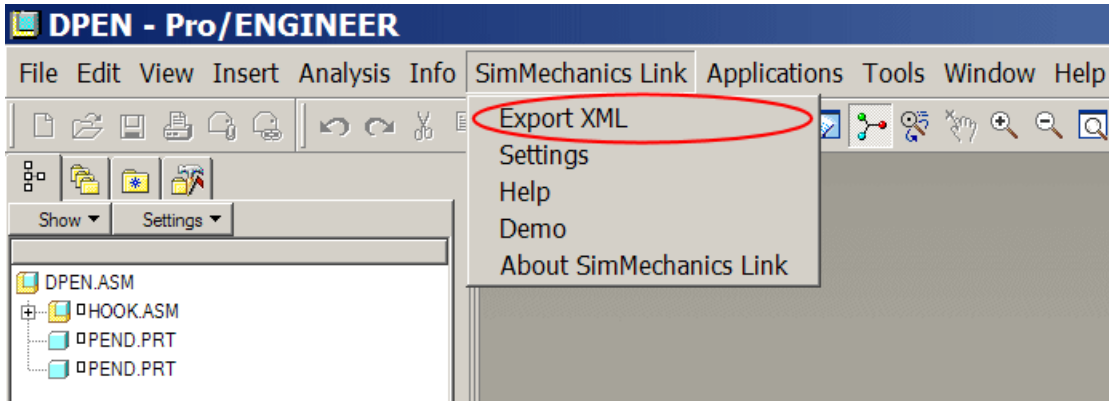 DPEN - Pro/ENGINEER
File Edit View Insert Analysis Info SimMechanics Link Applications Tools Window Help
Export XML
Settings
Help
Demo
About SimMechanics Link
Show Settings
DPEN.ASM
HOOK.ASM
PEND.PRT
PEND.PRT